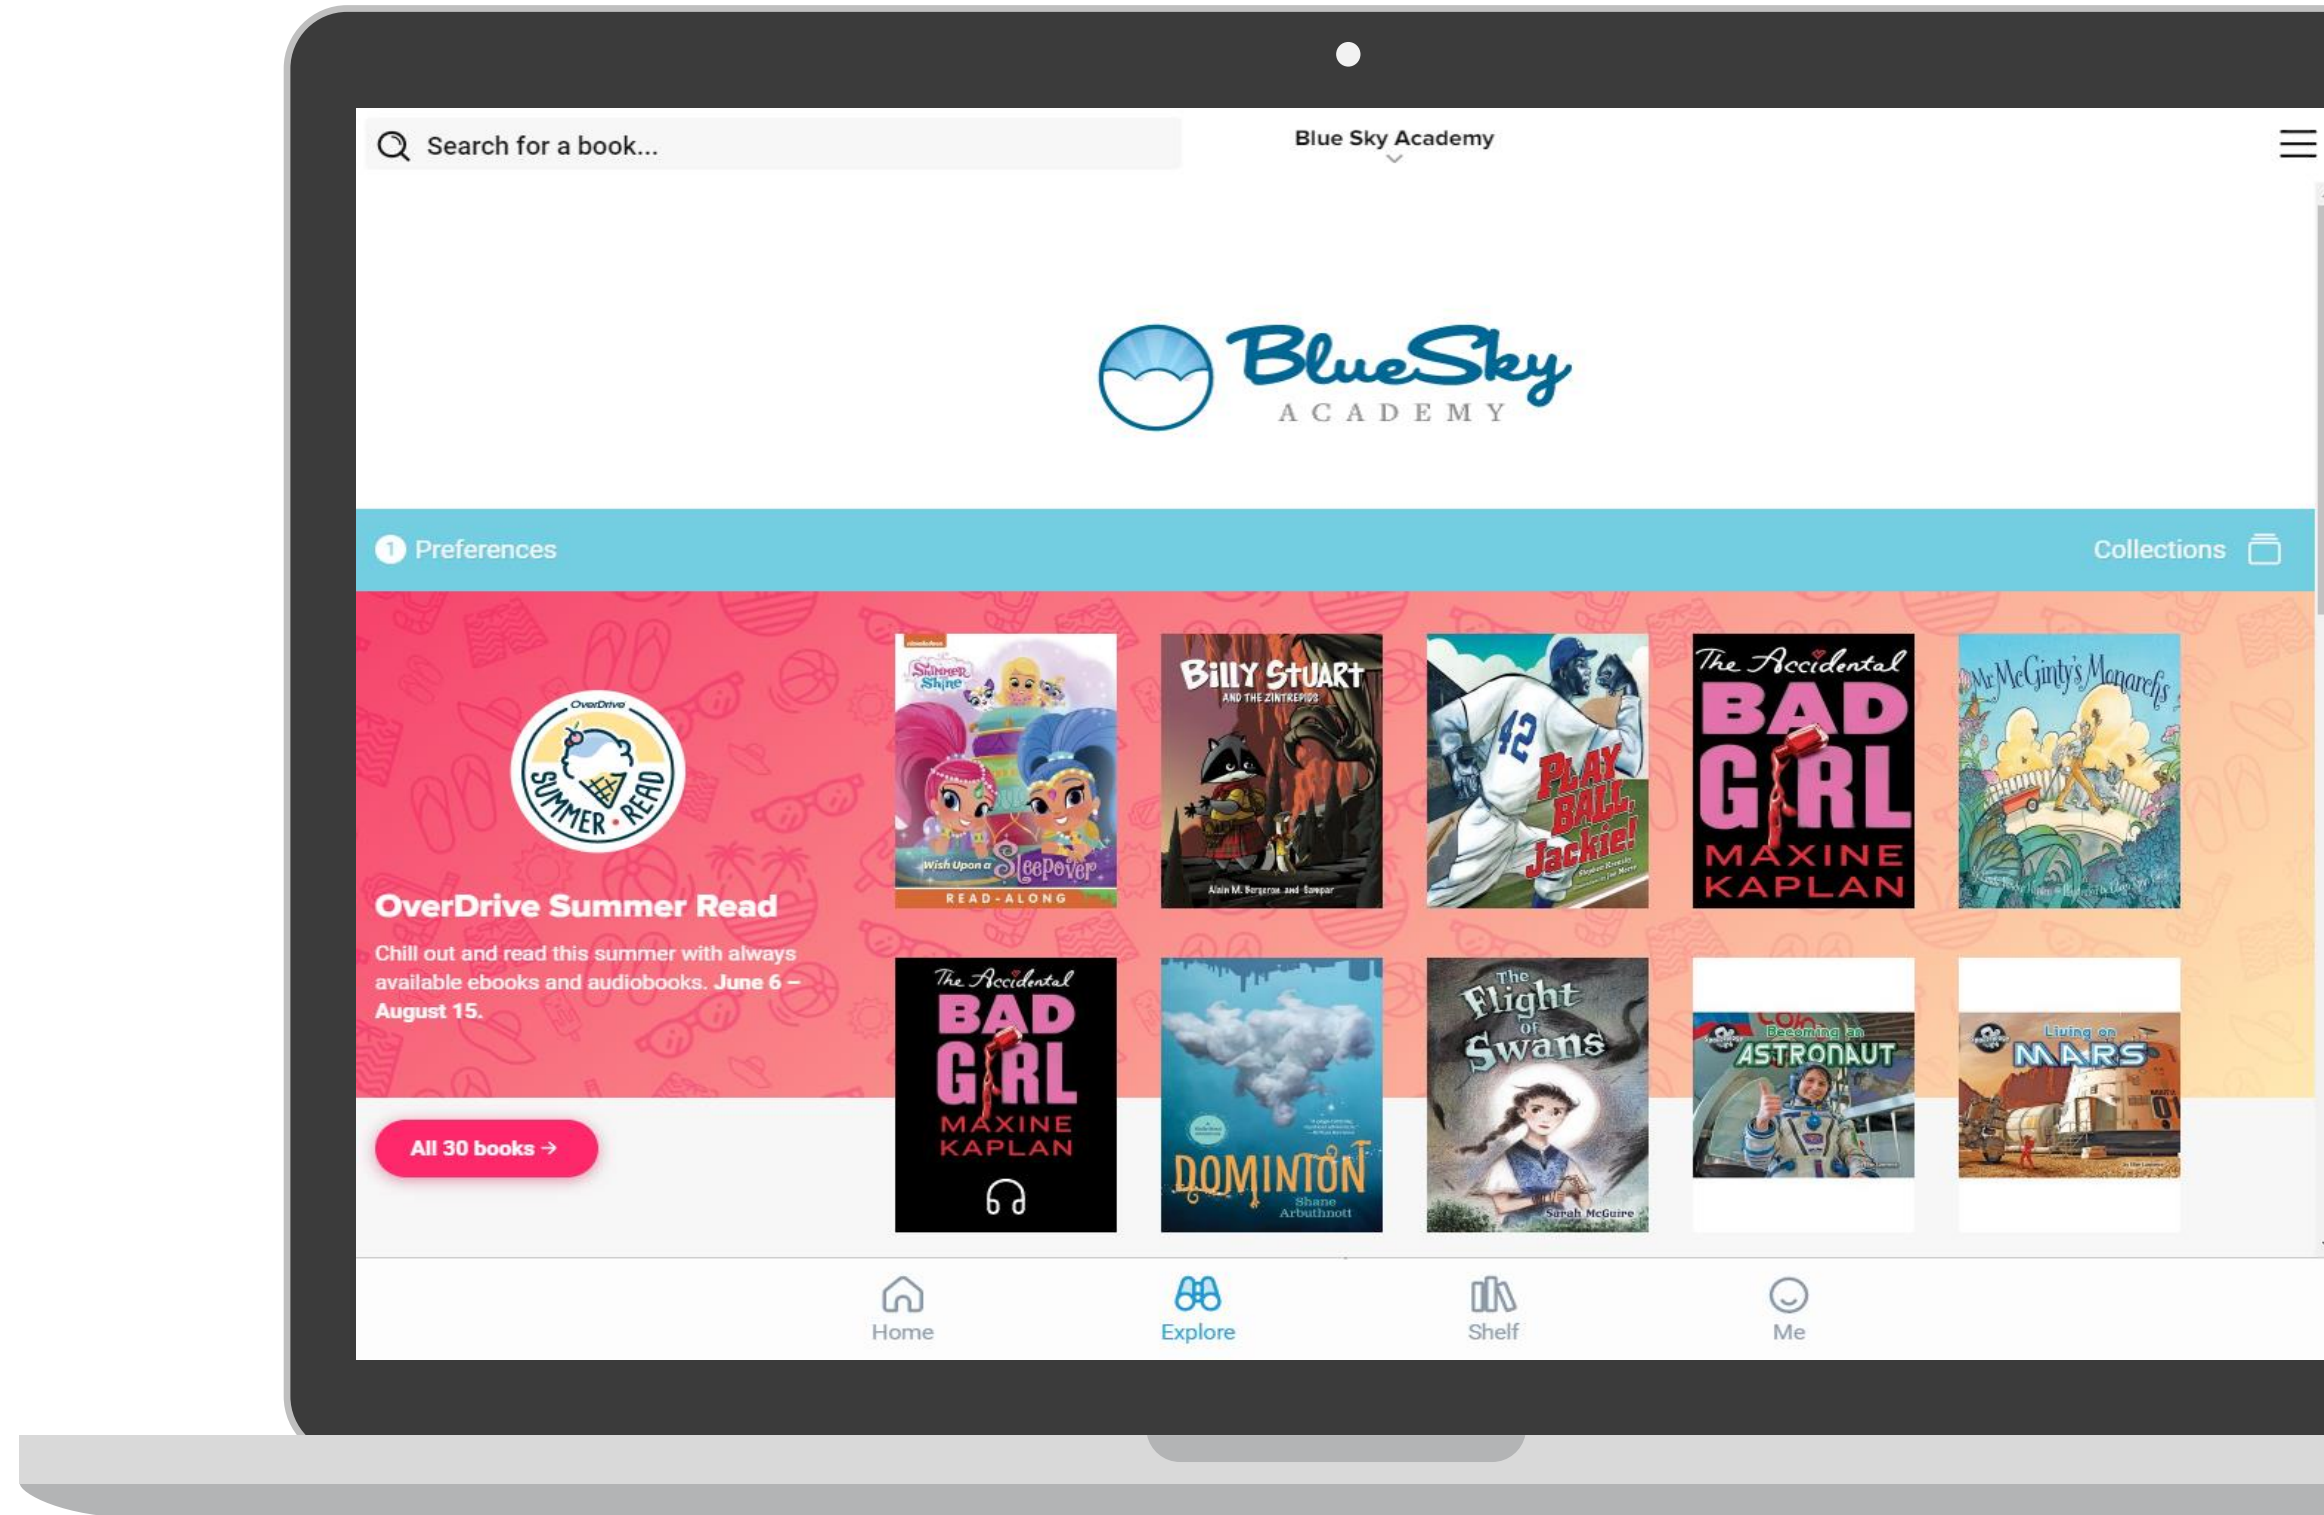 Search for a book...
Blue Sky Academy
BlueSky
ACADEMY
1 Preferences
Collections
OverDrive
SUMMER • READ
OverDrive Summer Read
Chill out and read this summer with always
available ebooks and audiobooks. June 6 –
August 15.
All 30 books →
nickelodeon
Shimmer
Shine
Wish Upon a Sleepover
READ-ALONG
BILLY STUART
AND THE ZINTREPIDS
Alain M. Bergeron and Sampar
42
PLAY
BALL,
Jackie!
The Accidental
BAD
GIRL
MAXINE
KAPLAN
Mr McGinty's Monarchs
The Accidental
BAD
GIRL
MAXINE
KAPLAN
DOMINION
Shane
Arbuthnott
The
Flight
OF
Swans
Sarah McGuire
Becoming an
ASTRONAUT
Living on
MARS
01
Home
Explore
Shelf
Me